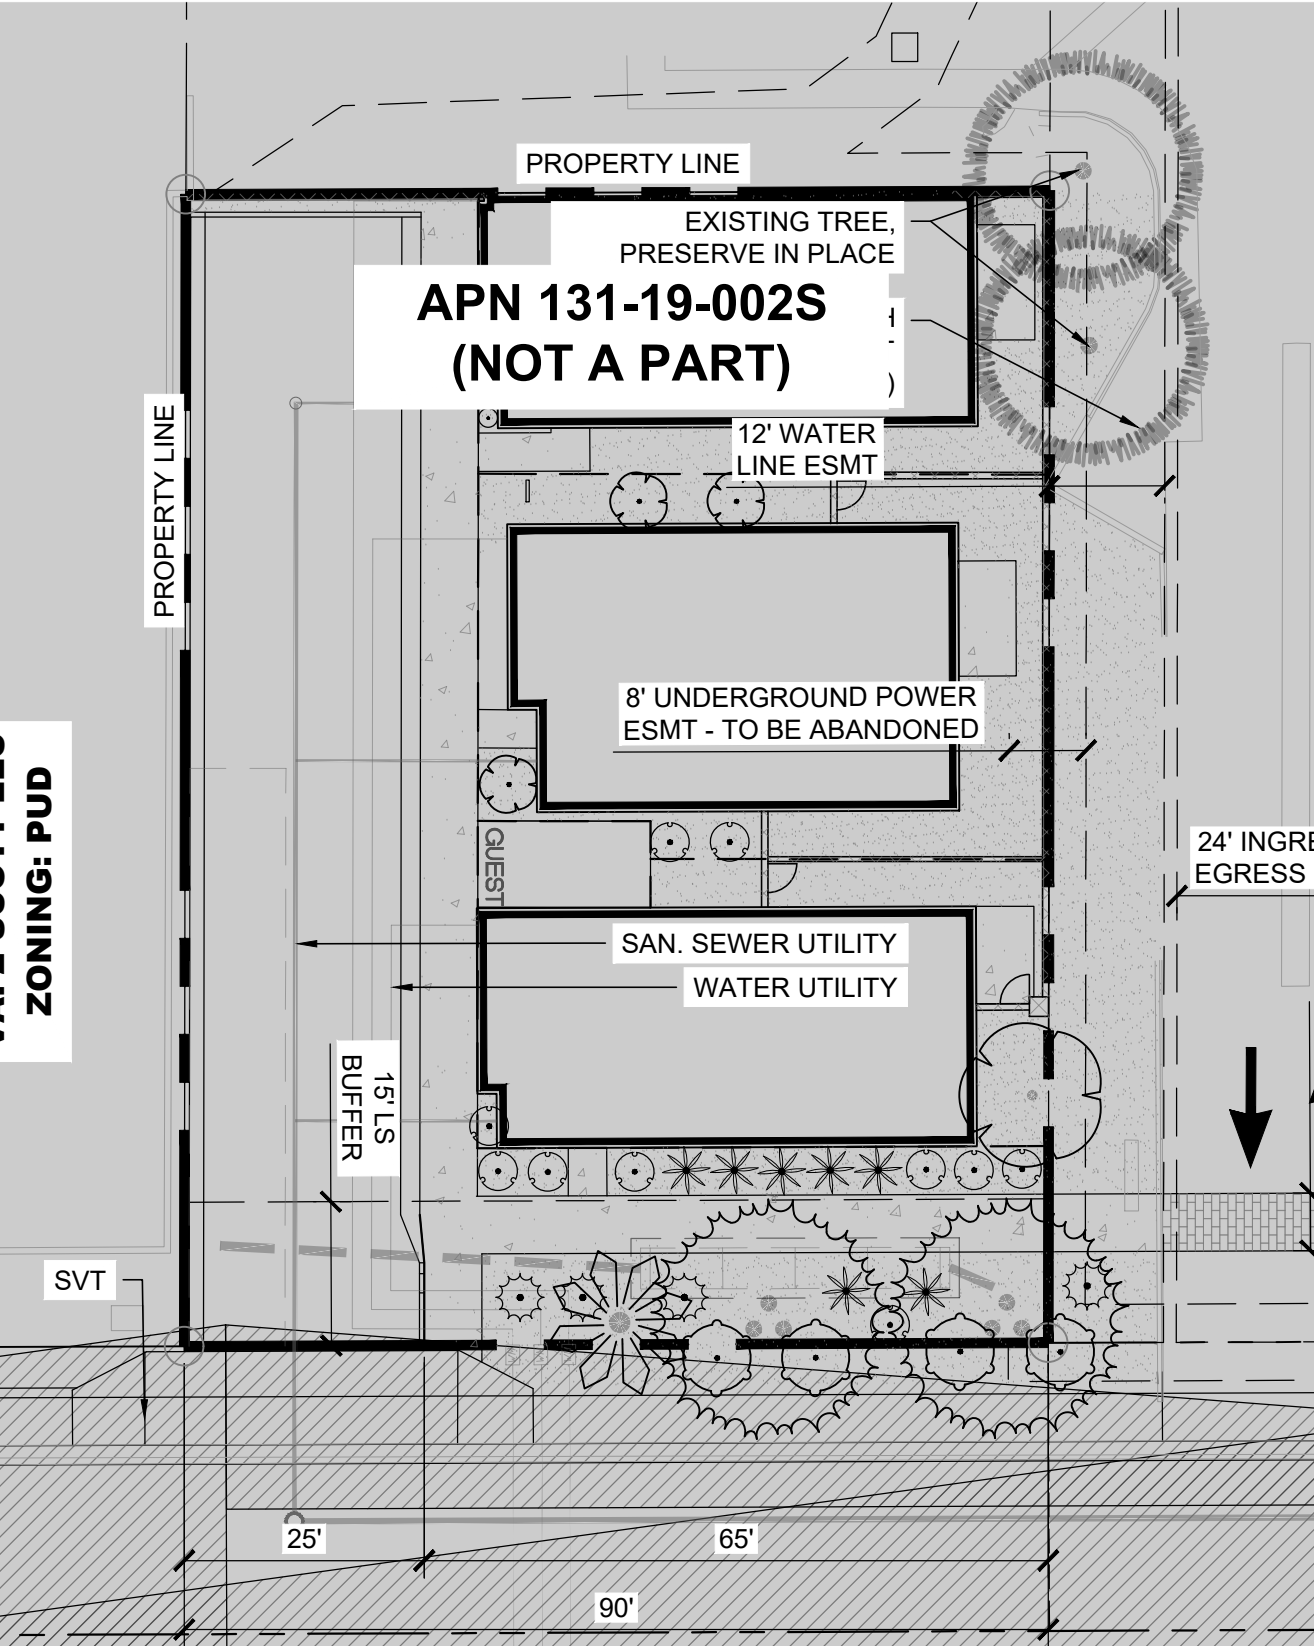 PROPERTY LINE
EXISTING TREE,
PRESERVE IN PLACE
APN 131-19-002S
(NOT A PART)
)
PROPERTY LINE
12' WATER
LINE ESMT
8' UNDERGROUND POWER
ESMT - TO BE ABANDONED
ZONING: PUD
GUEST
24'
EGRESS
SAN. SEWER UTILITY
WATER UTILITY
15' LS
BUFFER
SVT
25'
65'
90'